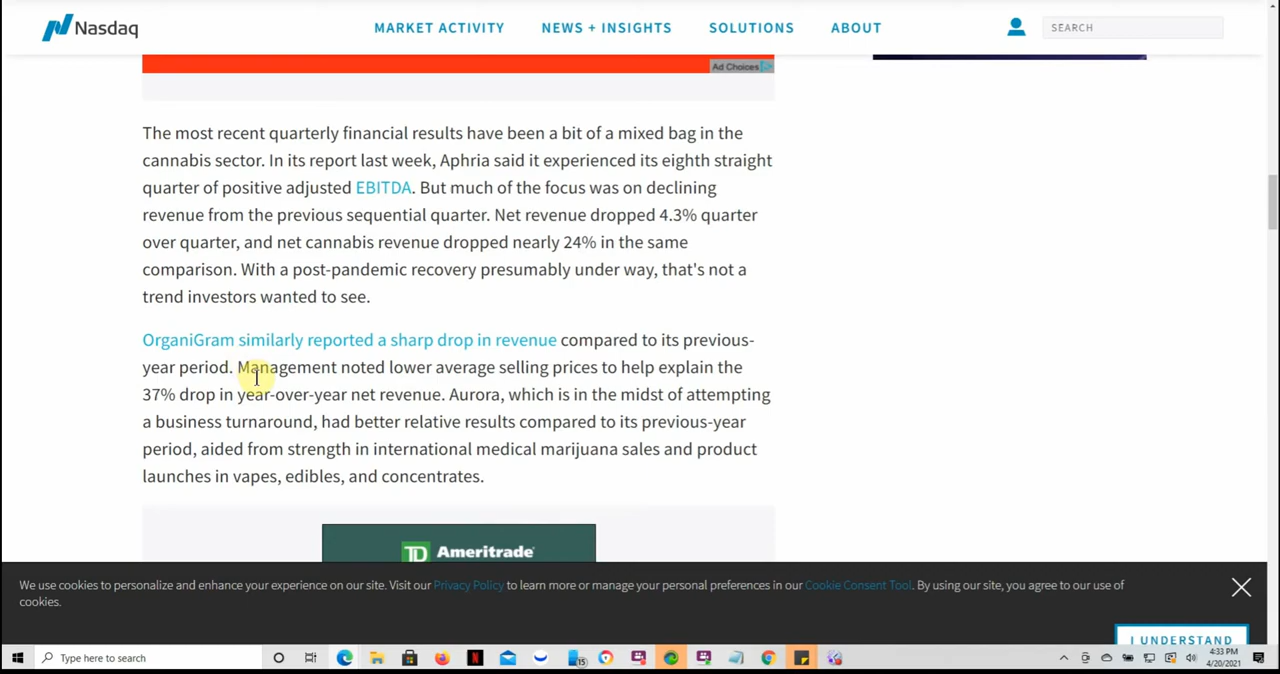 Nasdaq
MARKET ACTIVITY NEWS + INSIGHTS SOLUTIONS ABOUT SEARCH
Ad Choices
The most recent quarterly financial results have been a bit of a mixed bag in the
cannabis sector. In its report last week, Aphria said it experienced its eighth straight
quarter of positive adjusted EBITDA. But much of the focus was on declining
revenue from the previous sequential quarter. Net revenue dropped 4.3% quarter
over quarter, and net cannabis revenue dropped nearly 24% in the same
comparison. With a post-pandemic recovery presumably under way, that's not a
trend investors wanted to see.
OrganiGram similarly reported a sharp drop in revenue compared to its previous-
year period. Management noted lower average selling prices to help explain the
37% drop in year-over-year net revenue. Aurora, which is in the midst of attempting
a business turnaround, had better relative results compared to its previous-year
period, aided from strength in international medical marijuana sales and product
launches in vapes, edibles, and concentrates.
TD Ameritrade
We use cookies to personalize and enhance your experience on our site. Visit our Privacy Policy to learn more or manage your personal preferences in our Cookie Consent Tool. By using our site, you agree to our use of
cookies.
I UNDERSTAND
Type here to search
15
4:33 PM
4/20/2021